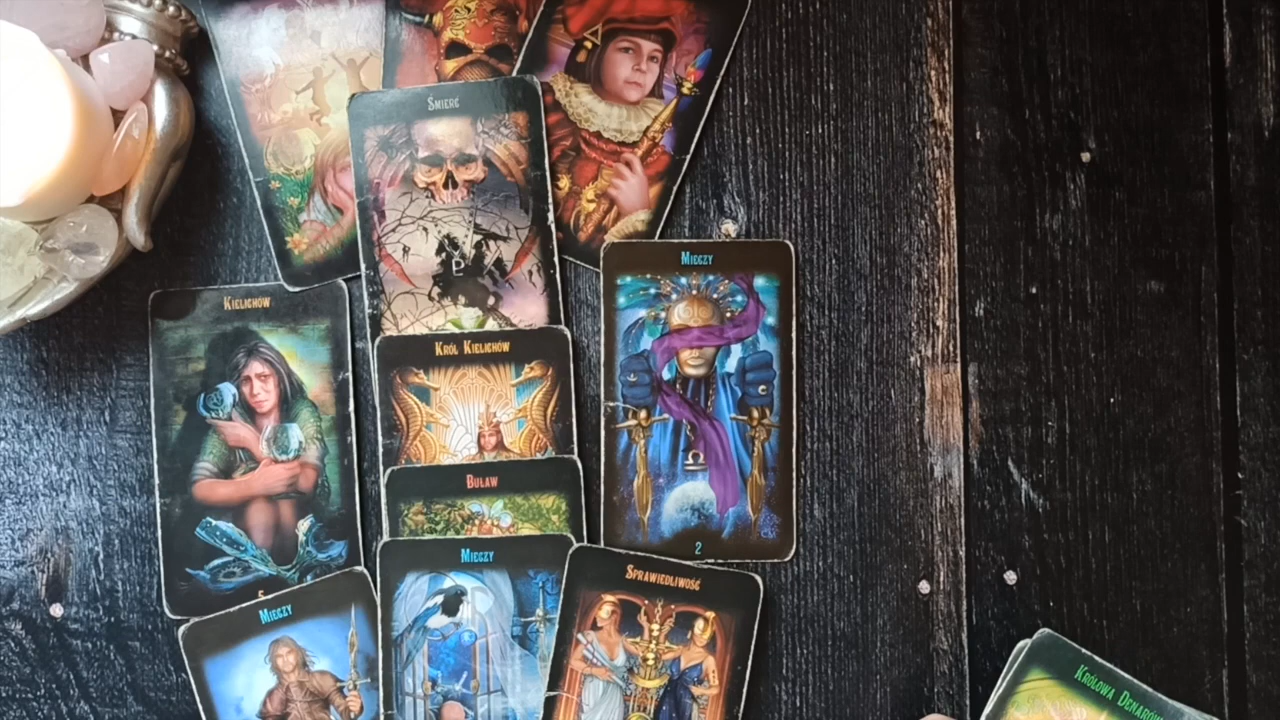 Śmierć
Mieczy
Kielichów
Król Kielichów
Buław
2
Mieczy
Sprawiedliwość
5
Mieczy
Królowa Denarów